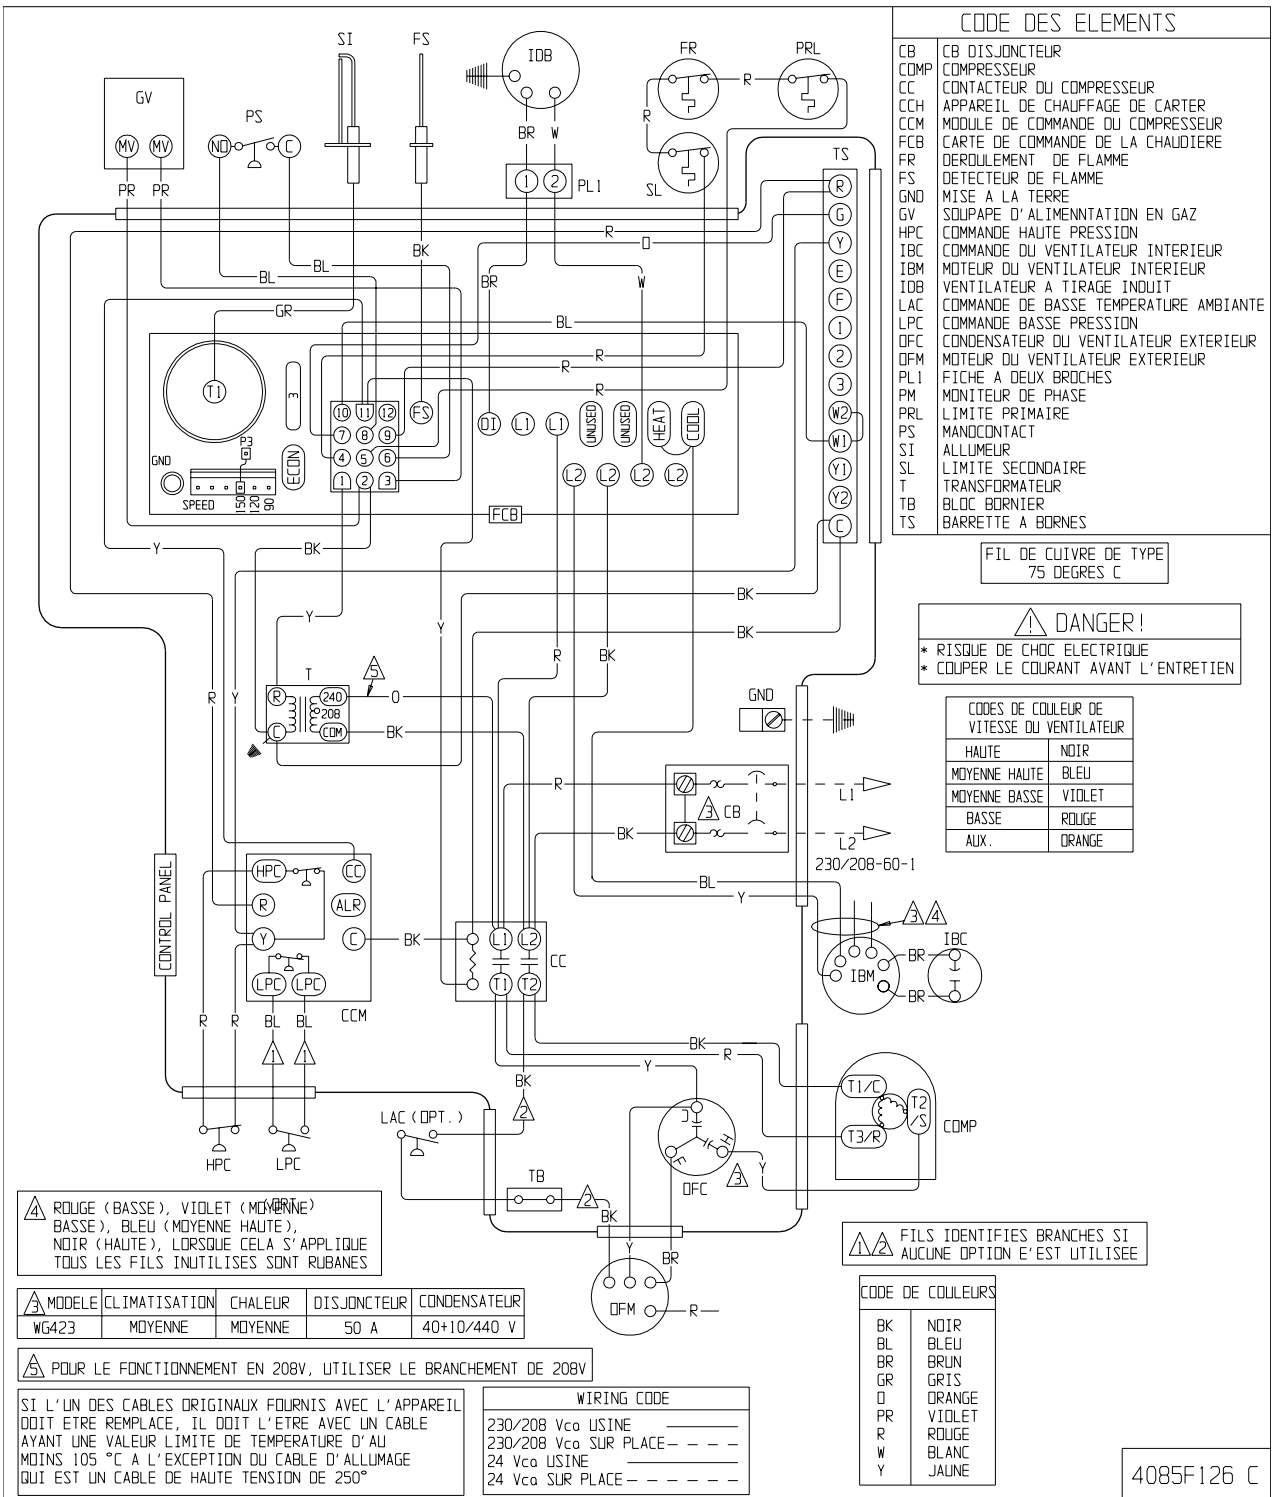 SI
FS
IDB
FR
PRL
GV
PS
MV MV
NO C
BR W
1 2 PL1
SL
R
R
TS
PR PR
R
G
Y
E
F
1
2
3
W2
W1
Y1
Y2
C
R
O
BK
BL
BL
BR
W
GR
BL
R
R
R
T1
3
P3
GND
ECON
SPEED
150
120
90
10 11 12
7 8 9
4 5 6
1 2 3
FS
DI L1 L1
UNUSED
UNUSED
HEAT
COOL
L2 L2 L2 L2
FCB
Y
BK
BK
BK
Y
Y
R
BK
T
5
R 240
208
C COM
O
BK
R Y
GND
R
BK
3 CB
L1
L2
230/208-60-1
BL
Y
CONTROL PANEL
HPC CC
R ALR
Y C
LPC LPC
CCM
BK
L1 L2
T1 T2
CC
3 4
IBM
BR
BR
IBC
R R BL BL
1 1
BK
R
Y
BK
2
LAC (OPT.)
HPC
LPC
(OPT.)
TB
2
BK
C
F
H
OFC
3
Y
T1/C
T2
/S
T3/R
COMP
Y
BR
OFM
R
CODE DES ELEMENTS
CB CB DISJONCTEUR
COMP COMPRESSEUR
CC CONTACTEUR DU COMPRESSEUR
CCH APPAREIL DE CHAUFFAGE DE CARTER
CCM MODULE DE COMMANDE DU COMPRESSEUR
FCB CARTE DE COMMANDE DE LA CHAUDIERE
FR DEROULEMENT DE FLAMME
FS DETECTEUR DE FLAMME
GND MISE A LA TERRE
GV SOUPAPE D'ALIMENNTATION EN GAZ
HPC COMMANDE HAUTE PRESSION
IBC COMMANDE DU VENTILATEUR INTERIEUR
IBM MOTEUR DU VENTILATEUR INTERIEUR
IDB VENTILATEUR A TIRAGE INDUIT
LAC COMMANDE DE BASSE TEMPERATURE AMBIANTE
LPC COMMANDE BASSE PRESSION
OFC CONDENSATEUR DU VENTILATEUR EXTERIEUR
OFM MOTEUR DU VENTILATEUR EXTERIEUR
PL1 FICHE A DEUX BROCHES
PM MONITEUR DE PHASE
PRL LIMITE PRIMAIRE
PS MANOCONTACT
SI ALLUMEUR
SL LIMITE SECONDAIRE
T TRANSFORMATEUR
TB BLOC BORNIER
TS BARRETTE A BORNES
FIL DE CUIVRE DE TYPE
75 DEGRES C
! DANGER!
* RISQUE DE CHOC ELECTRIQUE
* COUPER LE COURANT AVANT L'ENTRETIEN
CODES DE COULEUR DE
VITESSE DU VENTILATEUR
HAUTE NOIR
MOYENNE HAUTE BLEU
MOYENNE BASSE VIOLET
BASSE ROUGE
AUX. ORANGE
4 ROUGE (BASSE), VIOLET (MOYENNE
BASSE), BLEU (MOYENNE HAUTE),
NOIR (HAUTE), LORSQUE CELA S'APPLIQUE
TOUS LES FILS INUTILISES SONT RUBANES
3 MODELE CLIMATISATION CHALEUR DISJONCTEUR CONDENSATEUR
WG423 MOYENNE MOYENNE 50 A 40+10/440 V
5 POUR LE FONCTIONNEMENT EN 208V, UTILISER LE BRANCHEMENT DE 208V
SI L'UN DES CABLES ORIGINAUX FOURNIS AVEC L'APPAREIL
DOIT ETRE REMPLACE, IL DOIT L'ETRE AVEC UN CABLE
AYANT UNE VALEUR LIMITE DE TEMPERATURE D'AU
MOINS 105 °C A L'EXCEPTION DU CABLE D'ALLUMAGE
QUI EST UN CABLE DE HAUTE TENSION DE 250°
WIRING CODE
230/208 Vca USINE
230/208 Vca SUR PLACE
24 Vca USINE
24 Vca SUR PLACE
1 2 FILS IDENTIFIES BRANCHES SI
AUCUNE OPTION E'EST UTILISEE
CODE DE COULEURS
BK NOIR
BL BLEU
BR BRUN
GR GRIS
O ORANGE
PR VIOLET
R ROUGE
W BLANC
Y JAUNE
4085F126 C